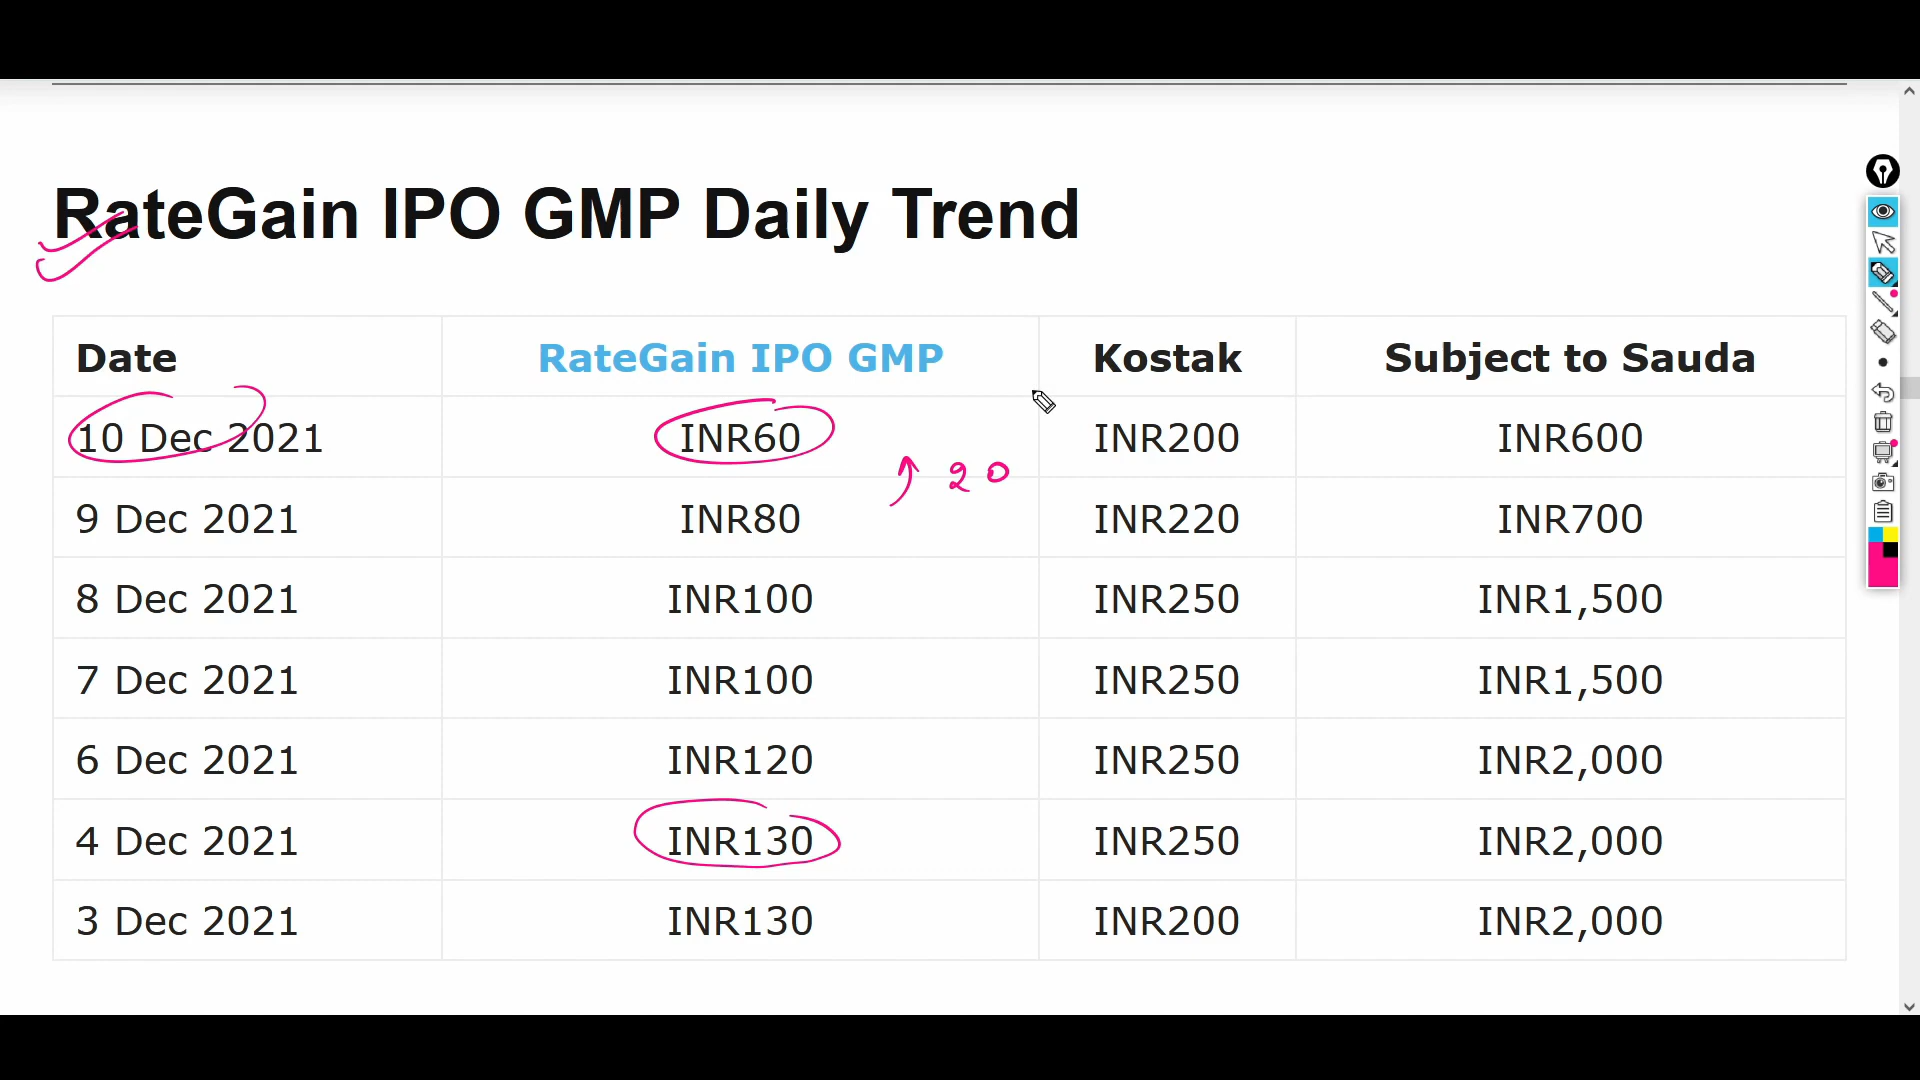 RateGain IPO GMP Daily Trend
Date RateGain IPO GMP Kostak Subject to Sauda
10 Dec 2021 INR60 INR200 INR600
20
9 Dec 2021 INR80 INR220 INR700
8 Dec 2021 INR100 INR250 INR1,500
7 Dec 2021 INR100 INR250 INR1,500
6 Dec 2021 INR120 INR250 INR2,000
4 Dec 2021 INR130 INR250 INR2,000
3 Dec 2021 INR130 INR200 INR2,000